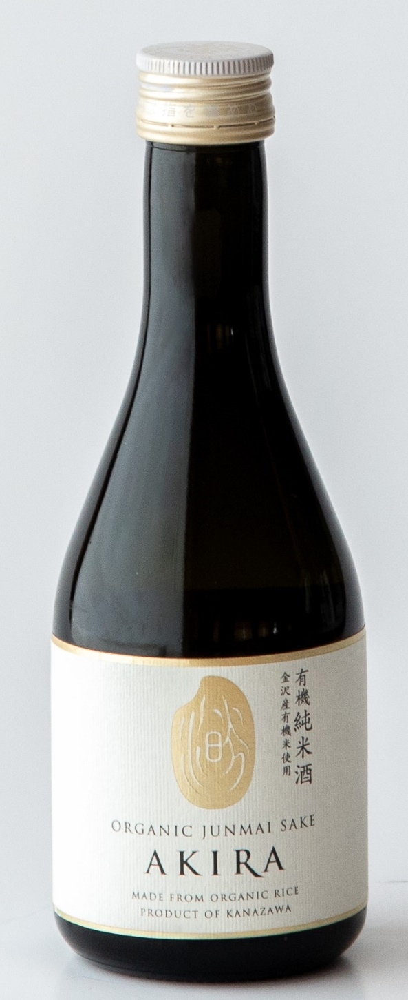 有機純米酒
金沢産有機米使用
日
ORGANIC JUNMAI SAKE
AKIRA
MADE FROM ORGANIC RICE
PRODUCT OF KANAZAWA